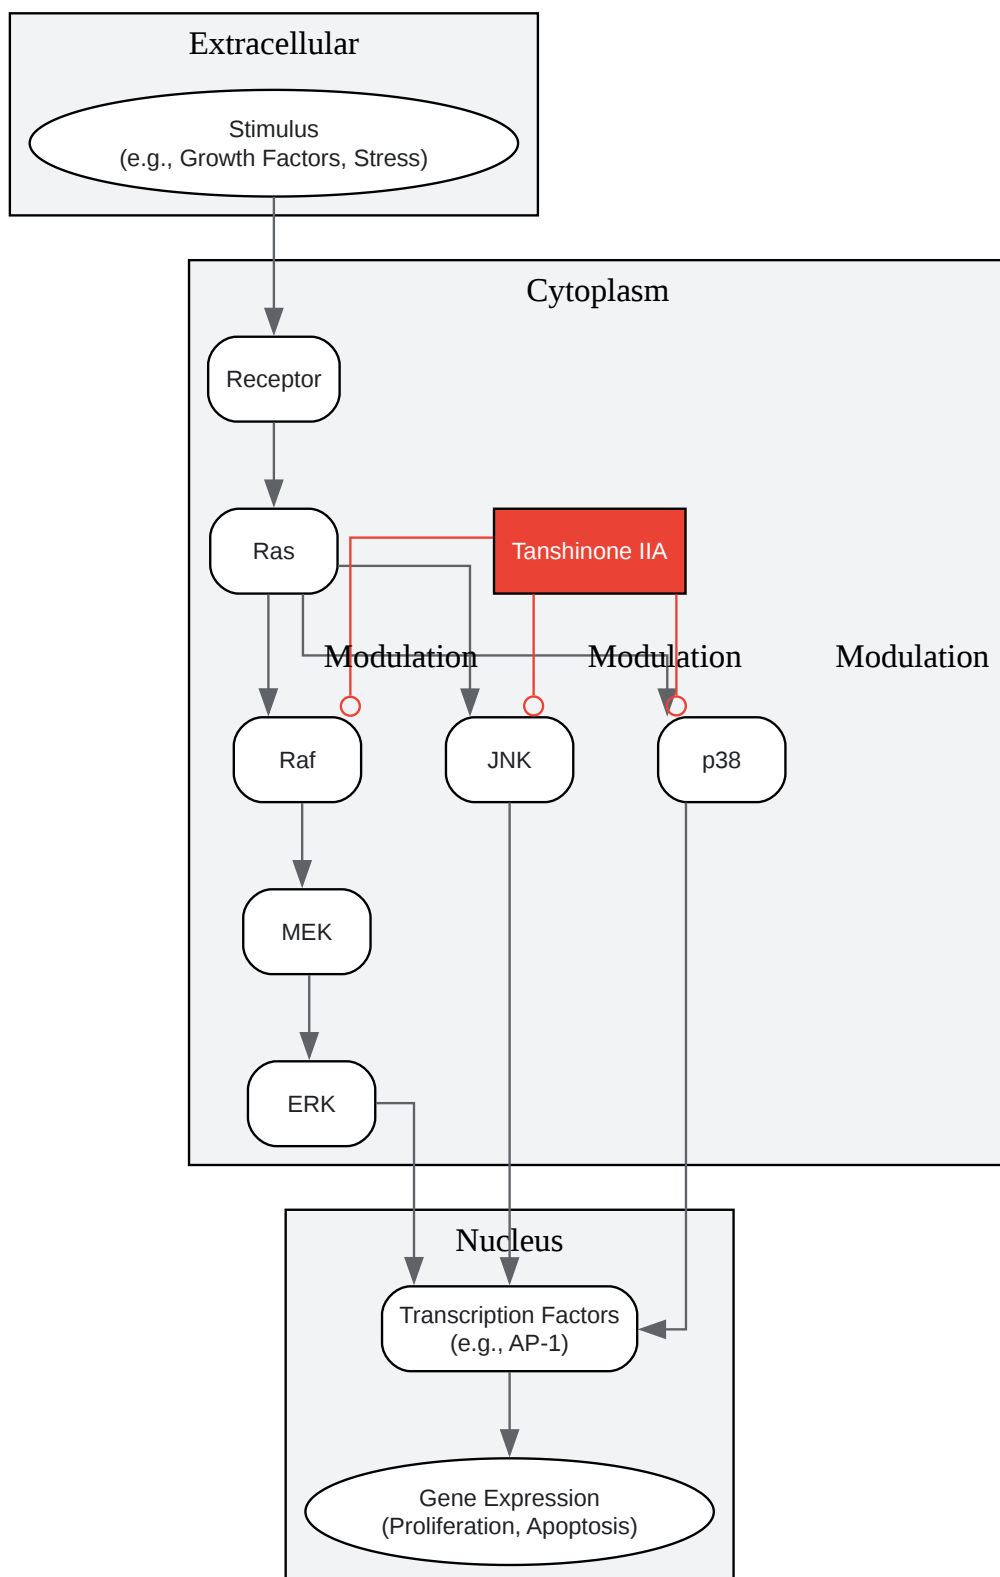 Extracellular
Stimulus
(e.g., Growth Factors, Stress)
Cytoplasm
Receptor
Ras
Tanshinone IIA
Modulation
Modulation
Modulation
Raf
JNK
p38
MEK
ERK
Nucleus
Transcription Factors
(e.g., AP-1)
Gene Expression
(Proliferation, Apoptosis)